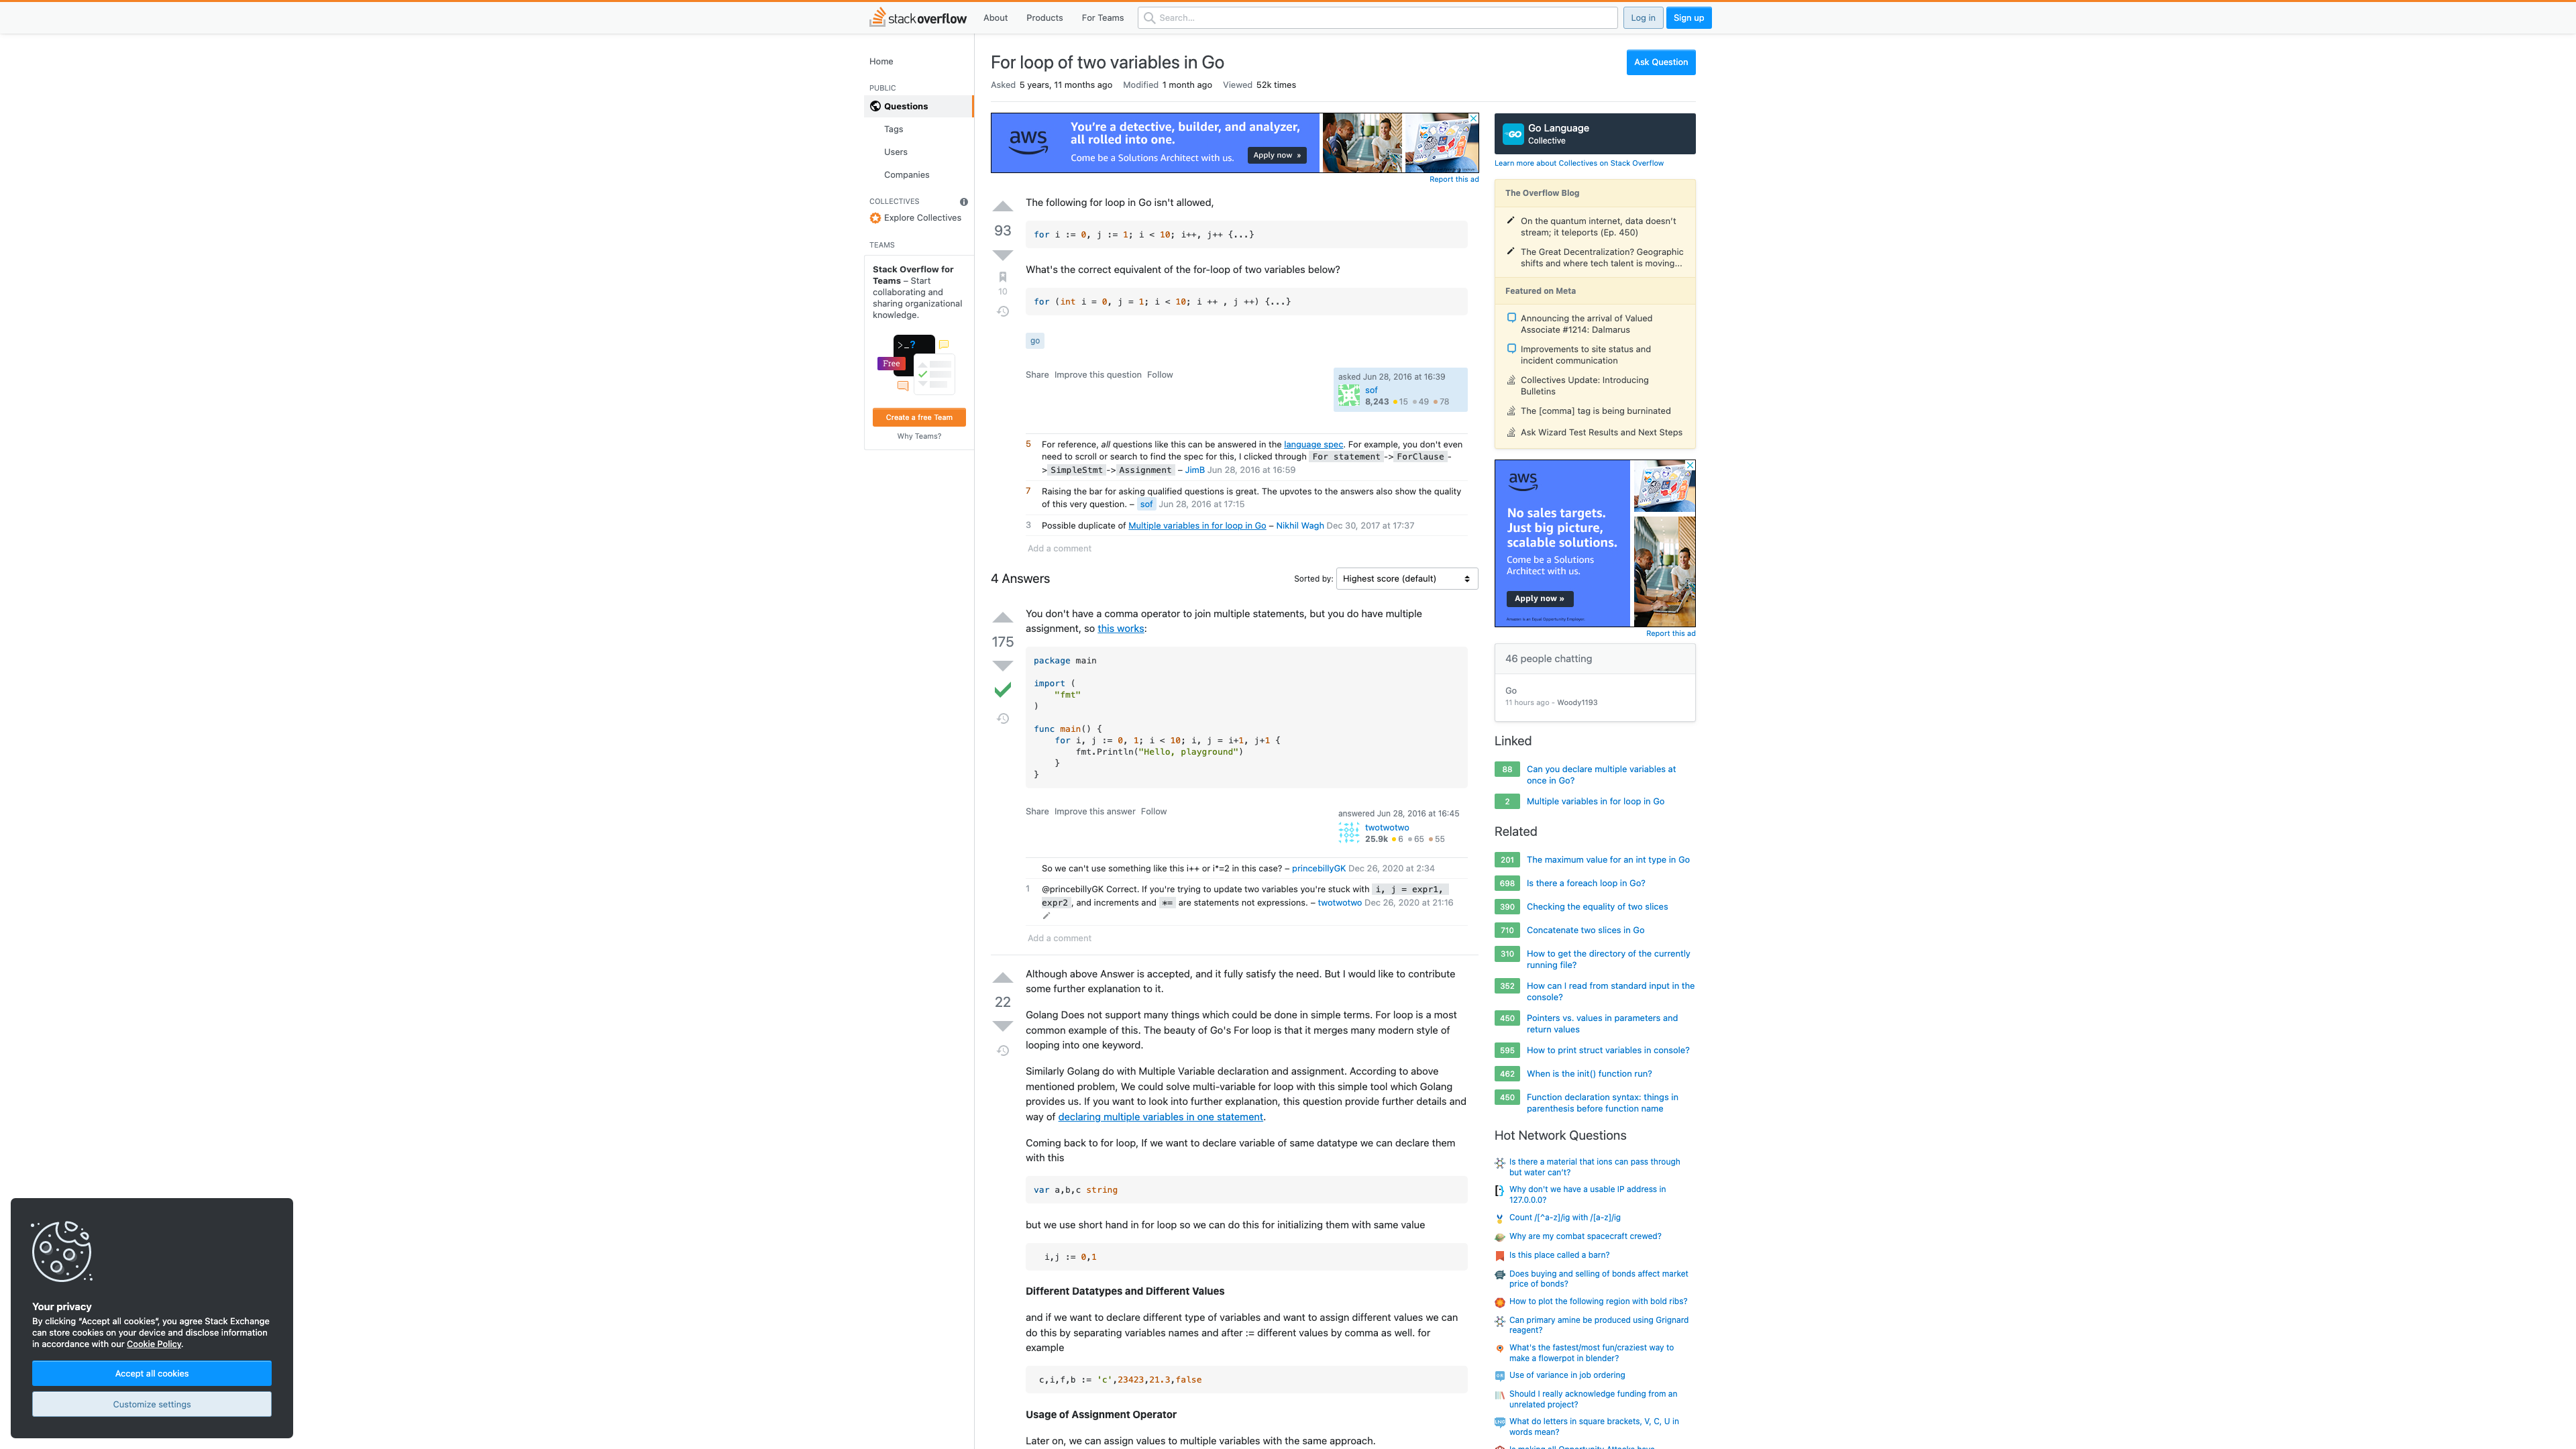 stackoverflow
About
Products
For Teams
Search…
Log in
Sign up
Home
PUBLIC
Questions
Tags
Users
Companies
COLLECTIVES
Explore Collectives
TEAMS
Stack Overflow for
Teams – Start
collaborating and
sharing organizational
knowledge.
>_?
Free
Create a free Team
Why Teams?
For loop of two variables in Go
Ask Question
Asked 5 years, 11 months ago Modified 1 month ago Viewed 52k times
aws
You're a detective, builder, and analyzer,
all rolled into one.
Come be a Solutions Architect with us.
Apply now »
Report this ad
93
10
The following for loop in Go isn't allowed,
for i := 0, j := 1; i < 10; i++, j++ {...}
What's the correct equivalent of the for-loop of two variables below?
for (int i = 0, j = 1; i < 10; i ++ , j ++) {...}
go
Share Improve this question Follow
asked Jun 28, 2016 at 16:39
sof
8,243 15 49 78
5 For reference, all questions like this can be answered in the language spec. For example, you don't even
need to scroll or search to find the spec for this, I clicked through For statement -> ForClause -
> SimpleStmt -> Assignment – JimB Jun 28, 2016 at 16:59
7 Raising the bar for asking qualified questions is great. The upvotes to the answers also show the quality
of this very question. – sof Jun 28, 2016 at 17:15
3 Possible duplicate of Multiple variables in for loop in Go – Nikhil Wagh Dec 30, 2017 at 17:37
Add a comment
4 Answers
Sorted by: Highest score (default)
175
You don't have a comma operator to join multiple statements, but you do have multiple
assignment, so this works:
package main
import (
"fmt"
)
func main() {
for i, j := 0, 1; i < 10; i, j = i+1, j+1 {
fmt.Println("Hello, playground")
}
}
Share Improve this answer Follow
answered Jun 28, 2016 at 16:45
twotwotwo
25.9k 6 65 55
So we can't use something like this i++ or i*=2 in this case? – princebillyGK Dec 26, 2020 at 2:34
1 @princebillyGK Correct. If you're trying to update two variables you're stuck with i, j = expr1,
expr2 , and increments and *= are statements not expressions. – twotwotwo Dec 26, 2020 at 21:16
Add a comment
22
Although above Answer is accepted, and it fully satisfy the need. But I would like to contribute
some further explanation to it.
Golang Does not support many things which could be done in simple terms. For loop is a most
common example of this. The beauty of Go's For loop is that it merges many modern style of
looping into one keyword.
Similarly Golang do with Multiple Variable declaration and assignment. According to above
mentioned problem, We could solve multi-variable for loop with this simple tool which Golang
provides us. If you want to look into further explanation, this question provide further details and
way of declaring multiple variables in one statement.
Coming back to for loop, If we want to declare variable of same datatype we can declare them
with this
var a,b,c string
but we use short hand in for loop so we can do this for initializing them with same value
i,j := 0,1
Different Datatypes and Different Values
and if we want to declare different type of variables and want to assign different values we can
do this by separating variables names and after := different values by comma as well. for
example
c,i,f,b := 'c',23423,21.3,false
Usage of Assignment Operator
Later on, we can assign values to multiple variables with the same approach.
GO
Go Language
Collective
Learn more about Collectives on Stack Overflow
The Overflow Blog
On the quantum internet, data doesn't
stream; it teleports (Ep. 450)
The Great Decentralization? Geographic
shifts and where tech talent is moving...
Featured on Meta
Announcing the arrival of Valued
Associate #1214: Dalmarus
Improvements to site status and
incident communication
Collectives Update: Introducing
Bulletins
The [comma] tag is being burninated
Ask Wizard Test Results and Next Steps
aws
No sales targets.
Just big picture,
scalable solutions.
Come be a Solutions
Architect with us.
Apply now »
Amazon is an Equal Opportunity Employer.
Report this ad
46 people chatting
Go
11 hours ago - Woody1193
Linked
88 Can you declare multiple variables at
once in Go?
2 Multiple variables in for loop in Go
Related
201 The maximum value for an int type in Go
698 Is there a foreach loop in Go?
390 Checking the equality of two slices
710 Concatenate two slices in Go
310 How to get the directory of the currently
running file?
352 How can I read from standard input in the
console?
450 Pointers vs. values in parameters and
return values
595 How to print struct variables in console?
462 When is the init() function run?
450 Function declaration syntax: things in
parenthesis before function name
Hot Network Questions
Is there a material that ions can pass through
but water can't?
Why don't we have a usable IP address in
127.0.0.0?
Count /[^a-z]/ig with /[a-z]/ig
Why are my combat spacecraft crewed?
Is this place called a barn?
Does buying and selling of bonds affect market
price of bonds?
How to plot the following region with bold ribs?
Can primary amine be produced using Grignard
reagent?
What's the fastest/most fun/craziest way to
make a flowerpot in blender?
Use of variance in job ordering
Should I really acknowledge funding from an
unrelated project?
What do letters in square brackets, V, C, U in
words mean?
Your privacy
By clicking "Accept all cookies", you agree Stack Exchange
can store cookies on your device and disclose information
in accordance with our Cookie Policy.
Accept all cookies
Customize settings